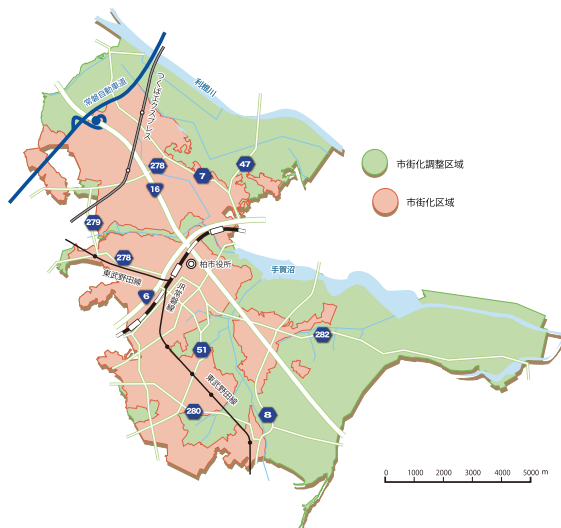 常磐自動車道
つくばエクスプレス
利根川
278
7
47
16
279
278
東武野田線
6
柏市役所
JR常磐線
手賀沼
282
51
東武野田線
280
8
市街化調整区域
市街化区域
0 1000 2000 3000 4000 5000 m